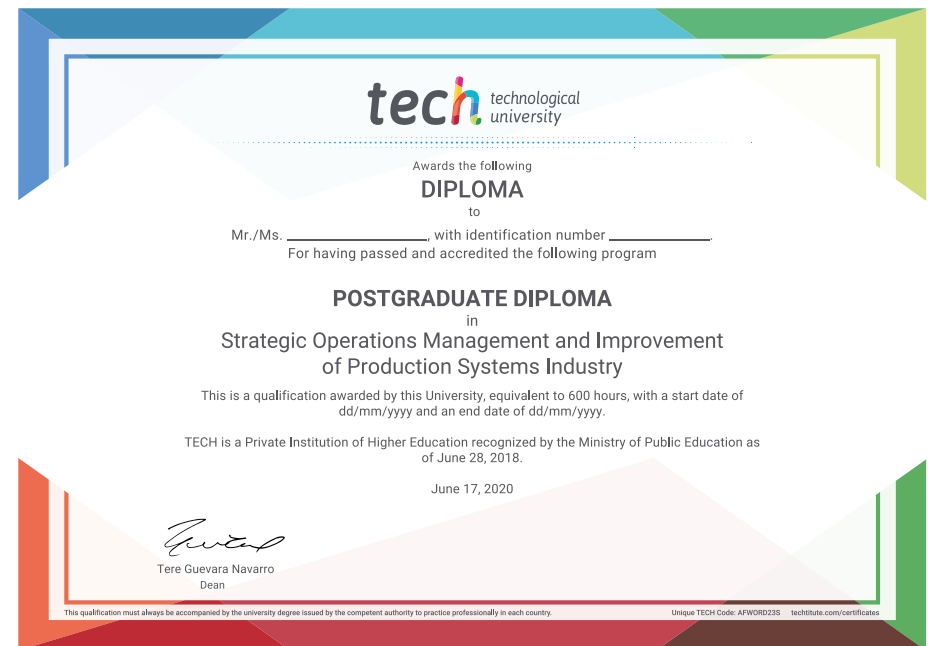 tech technological
university
Awards the following
DIPLOMA
to
Mr./Ms. ____________________, with identification number ______________.
For having passed and accredited the following program
POSTGRADUATE DIPLOMA
in
Strategic Operations Management and Improvement
of Production Systems Industry
This is a qualification awarded by this University, equivalent to 600 hours, with a start date of
dd/mm/yyyy and an end date of dd/mm/yyyy.
TECH is a Private Institution of Higher Education recognized by the Ministry of Public Education as
of June 28, 2018.
June 17, 2020
Tere Guevara Navarro
Dean
This qualification must always be accompanied by the university degree issued by the competent authority to practice professionally in each country. Unique TECH Code: AFWORD23S techtitute.com/certificates